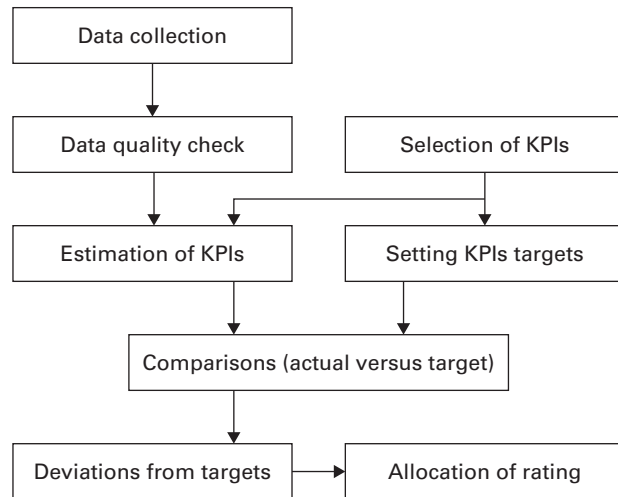 Data collection
Data quality check
Selection of KPIs
Estimation of KPIs
Setting KPIs targets
Comparisons (actual versus target)
Deviations from targets
Allocation of rating